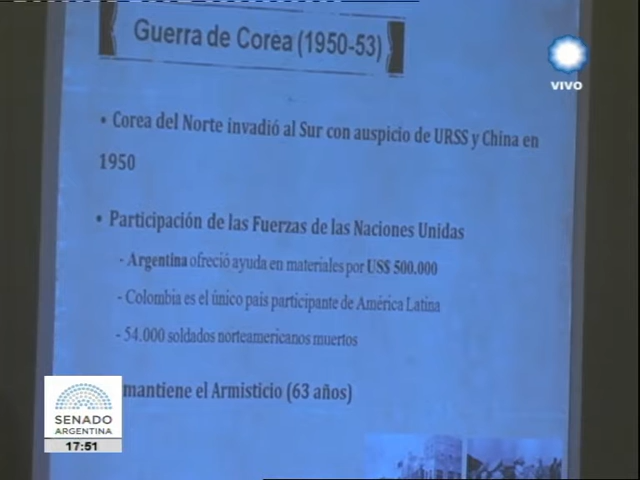 Guerra de Corea (1950-53)
VIVO
• Corea del Norte invadió al Sur con auspicio de URSS y China en
1950
• Participación de las Fuerzas de las Naciones Unidas
- Argentina ofreció ayuda en materiales por US$ 500.000
- Colombia es el único pais participante de América Latina
- 54.000 soldados norteamericanos muertos
mantiene el Armisticio (63 años)
SENADO
ARGENTINA
17:51